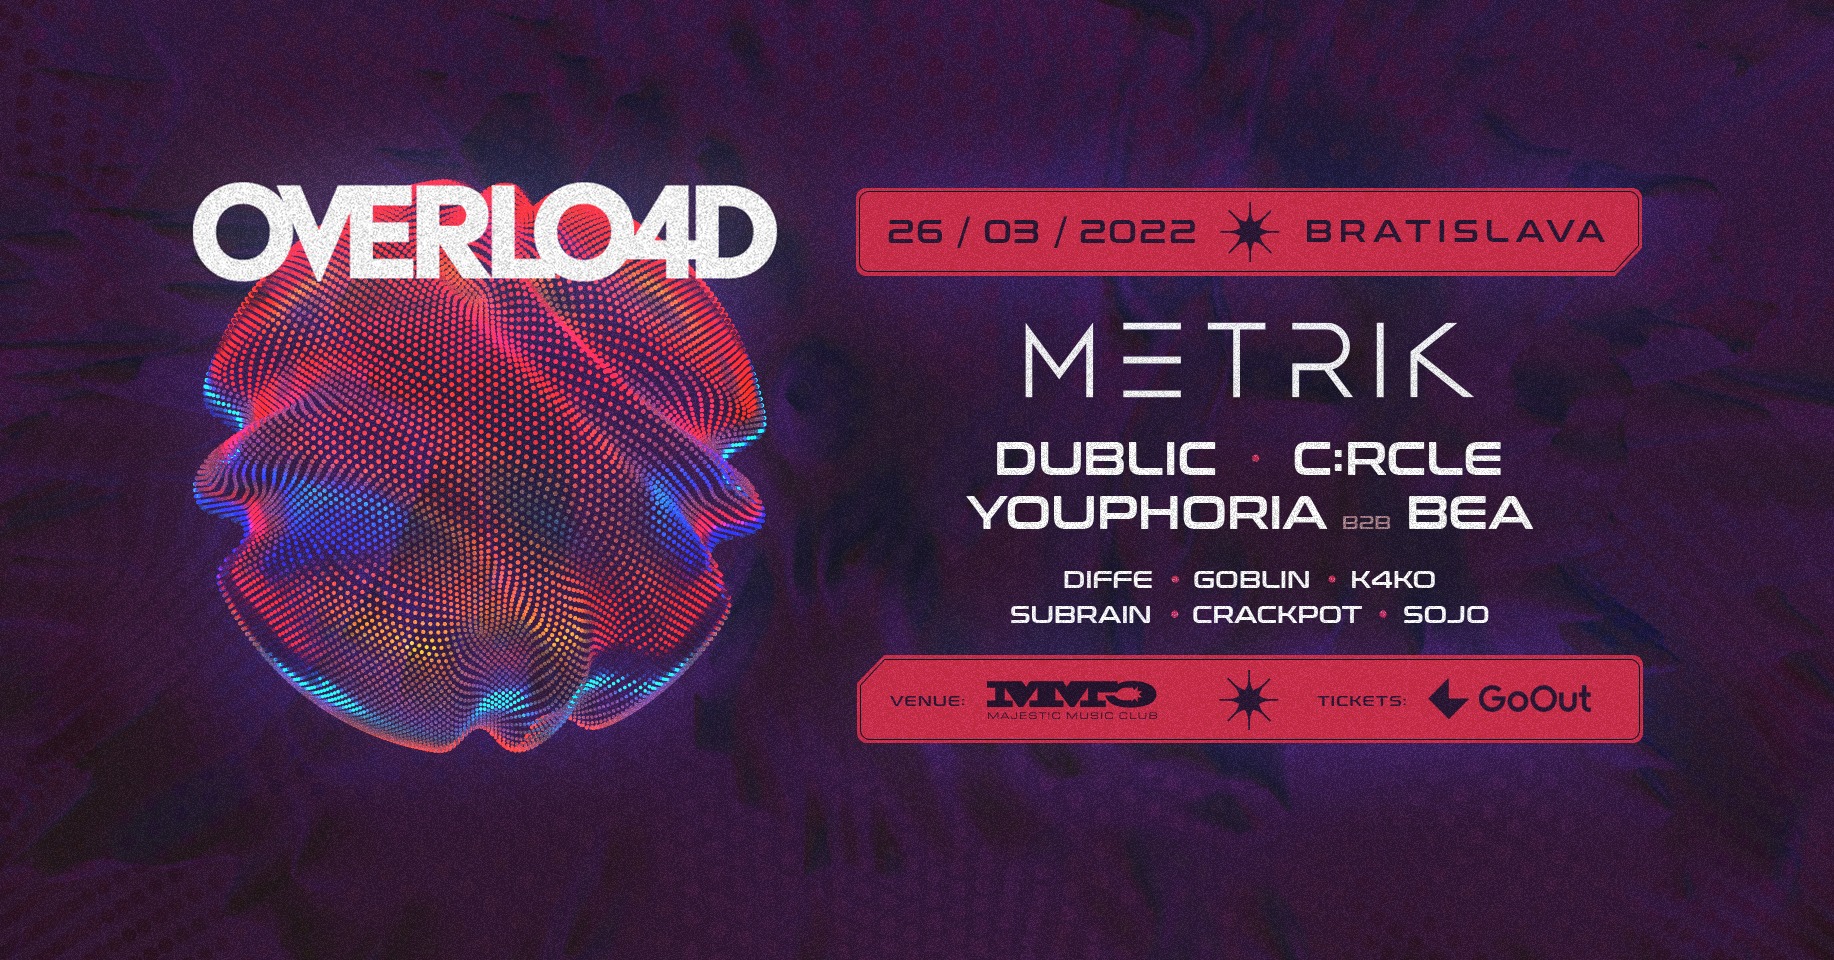 OVERLO4D
26 / 03 / 2022 BRATISLAVA
METRIK
DUBLIC · C:RCLE
YOUPHORIA B2B BEA
DIFFE · GOBLIN · K4KO
SUBRAIN · CRACKPOT · SOJO
VENUE: MMC MAJESTIC MUSIC CLUB TICKETS: GoOut